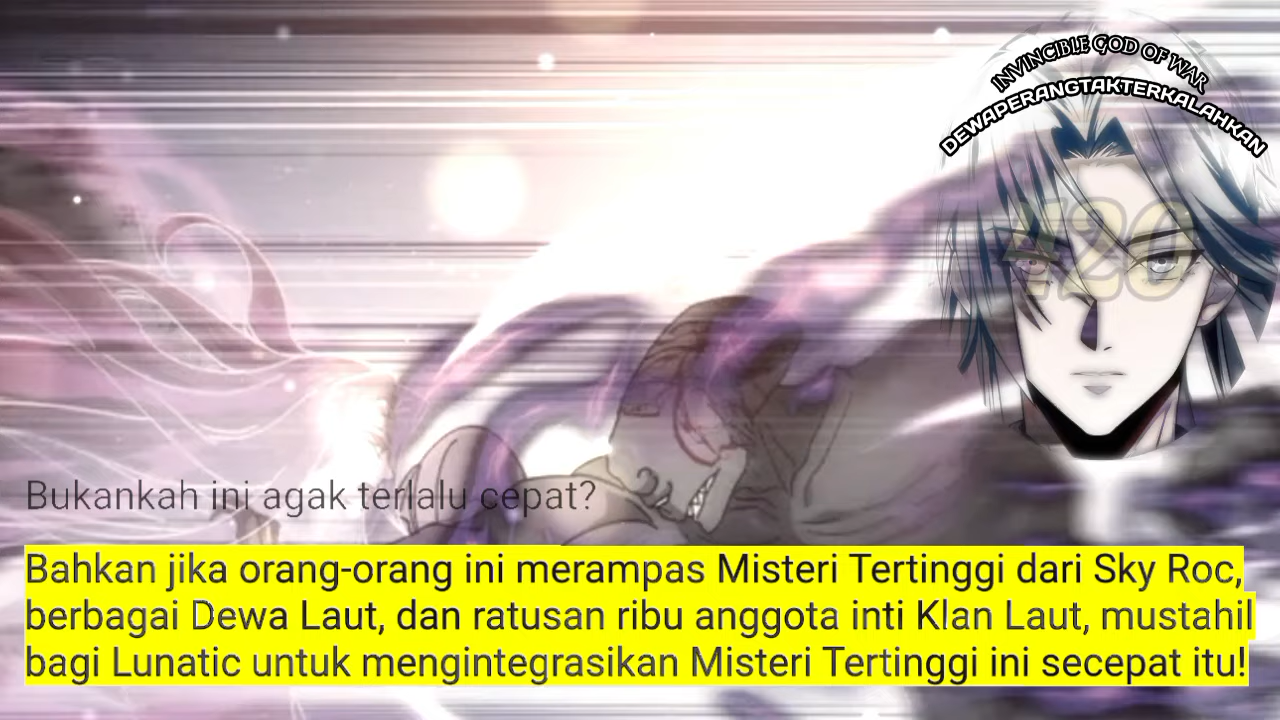 INVINCIBLE GOD OF WAR
DEWAPERANGTAKTERKALAHKAN
Bukankah ini agak terlalu cepat?
Bahkan jika orang-orang ini merampas Misteri Tertinggi dari Sky Roc,
berbagai Dewa Laut, dan ratusan ribu anggota inti Klan Laut, mustahil
bagi Lunatic untuk mengintegrasikan Misteri Tertinggi ini secepat itu!